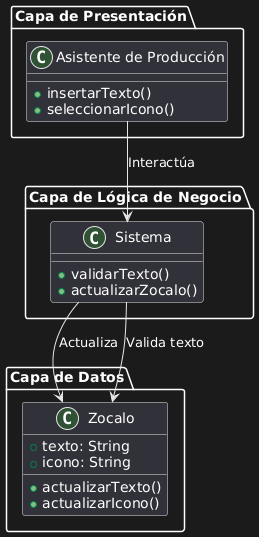 Capa de Presentación
C Asistente de Producción
insertarTexto()
seleccionarIcono()
Interactúa
Capa de Lógica de Negocio
C Sistema
validarTexto()
actualizarZocalo()
Actualiza
Valida texto
Capa de Datos
C Zocalo
texto: String
icono: String
actualizarTexto()
actualizarIcono()